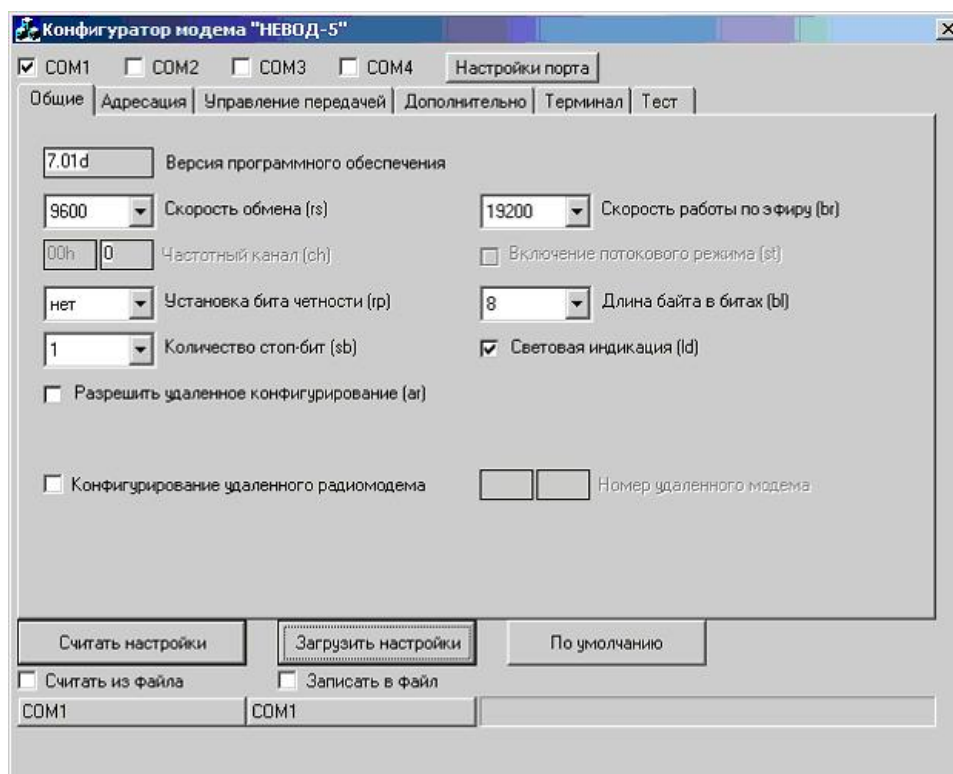 Конфигуратор модема "НЕВОД-5"
COM1 COM2 COM3 COM4 Настройки порта
Общие Адресация Управление передачей Дополнительно Терминал Тест
7.01d Версия программного обеспечения
9600 Скорость обмена (rs) 19200 Скорость работы по эфиру (br)
00h 0 Частотный канал (ch) Включение потокового режима (st)
нет Установка бита четности (rp) 8 Длина байта в битах (bl)
1 Количество стоп-бит (sb) Световая индикация (ld)
Разрешить удаленное конфигурирование (ar)
Конфигурирование удаленного радиомодема Номер удаленного модема
Считать настройки Загрузить настройки По умолчанию
Считать из файла Записать в файл
COM1 COM1